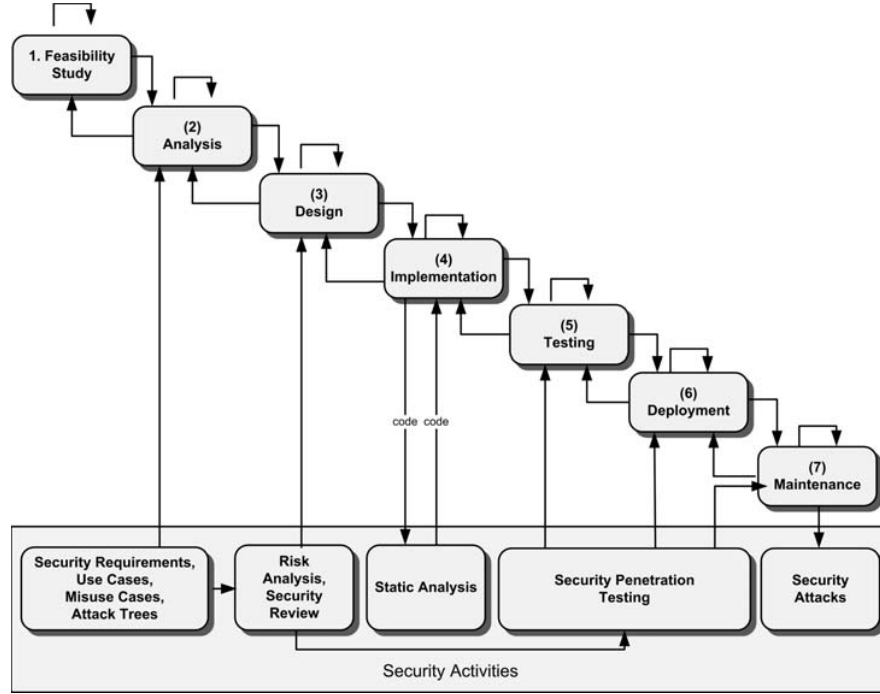 1. Feasibility
Study
(2)
Analysis
(3)
Design
(4)
Implementation
(5)
Testing
(6)
Deployment
(7)
Maintenance
code
code
Security Requirements,
Use Cases,
Misuse Cases,
Attack Trees
Risk
Analysis,
Security
Review
Static Analysis
Security Penetration
Testing
Security
Attacks
Security Activities